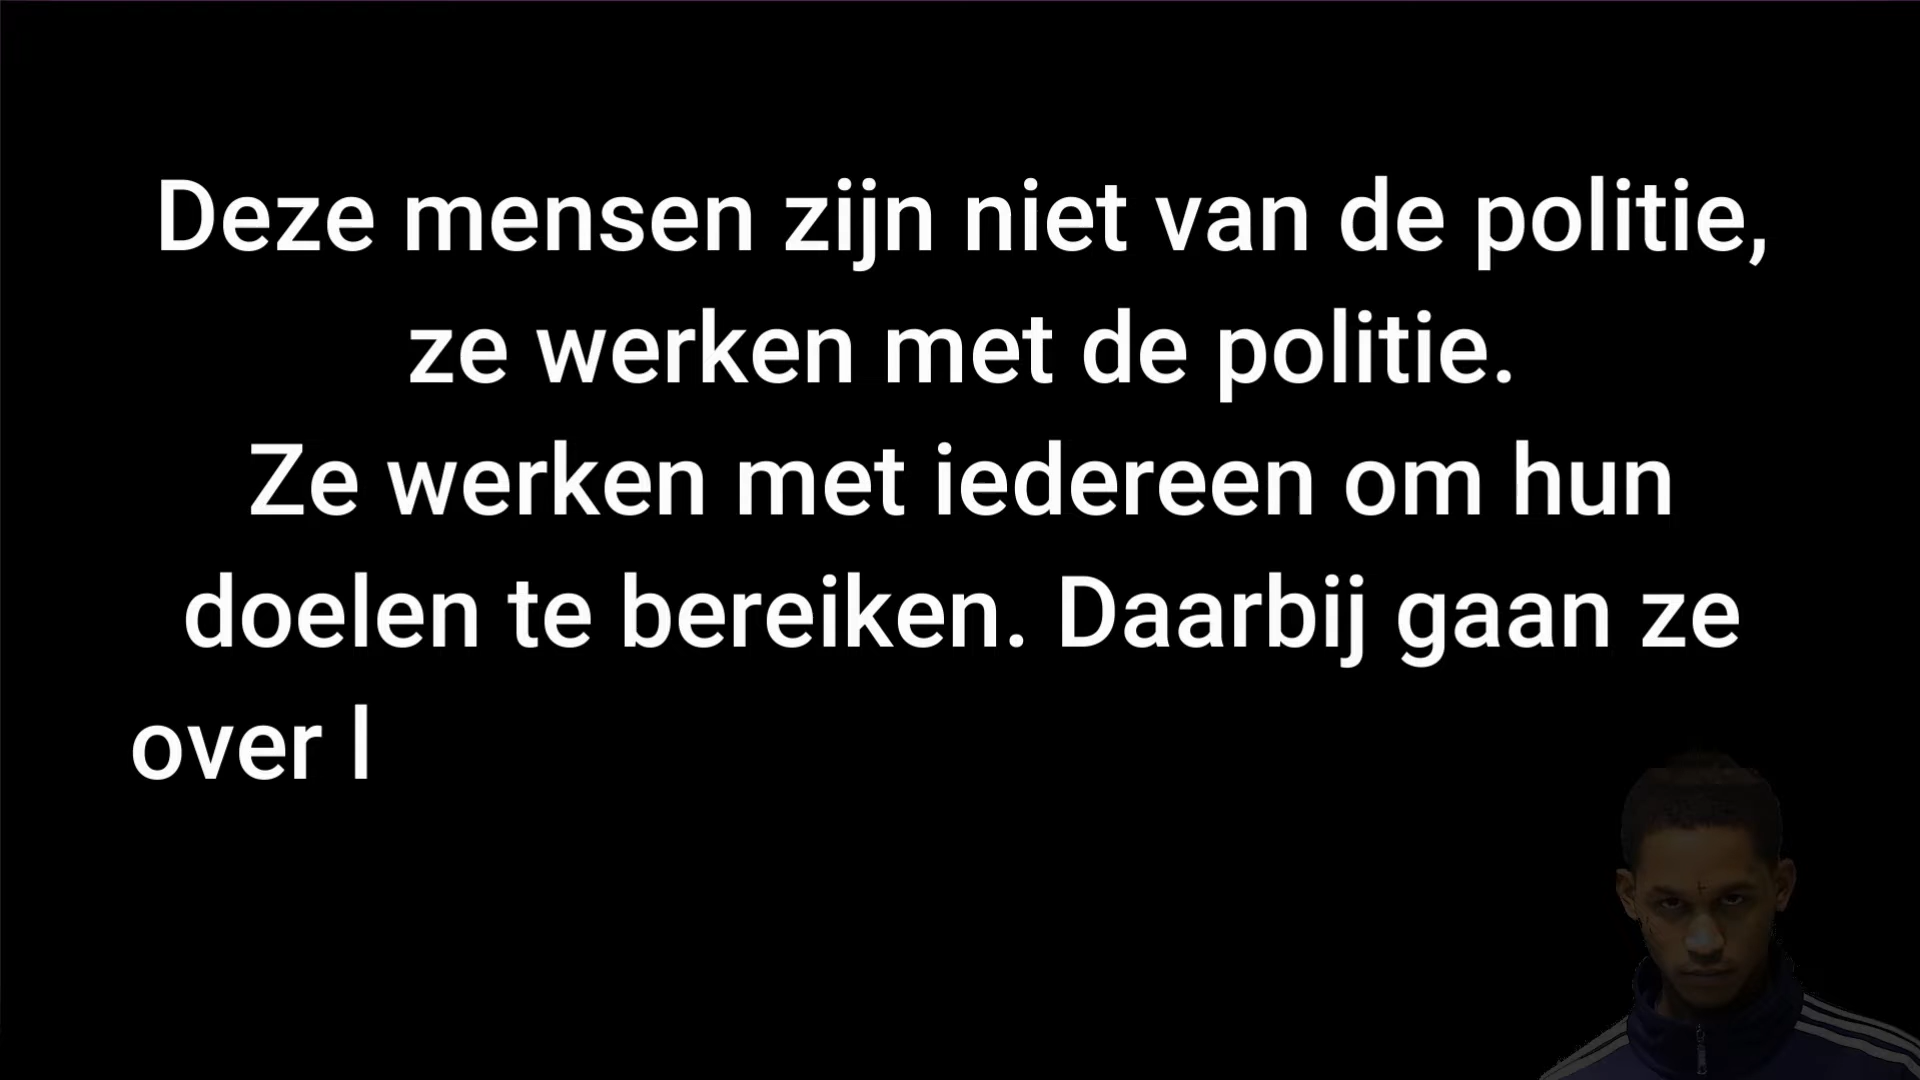 Deze mensen zijn niet van de politie,
ze werken met de politie.
Ze werken met iedereen om hun
doelen te bereiken. Daarbij gaan ze
over l